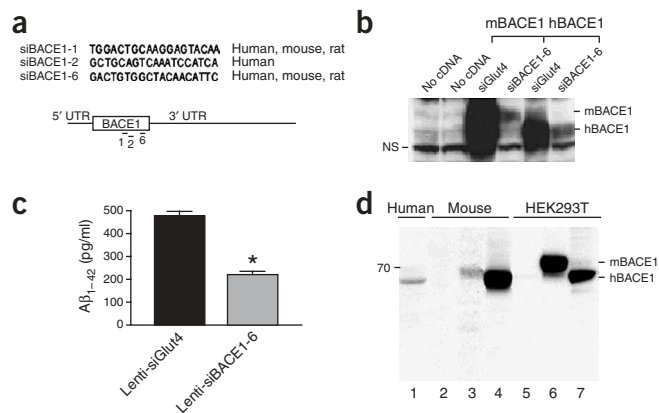 a
siBACE1-1 TGGACTGCAAGGAGTACAA Human, mouse, rat
siBACE1-2 GCTGCAGTCAAATCCATCA Human
siBACE1-6 GACTGTGGCTACAACATTC Human, mouse, rat
5′ UTR BACE1 3′ UTR
1 2 6
b
mBACE1 hBACE1
No cDNA No cDNA siGlut4 siBACE1-6 siGlut4 siBACE1-6
mBACE1
hBACE1
NS
c
Aβ1–42 (pg/ml)
500
400
300
200
100
0
*
Lenti-siGlut4 Lenti-siBACE1-6
d
Human Mouse HEK293T
70
mBACE1
hBACE1
1 2 3 4 5 6 7